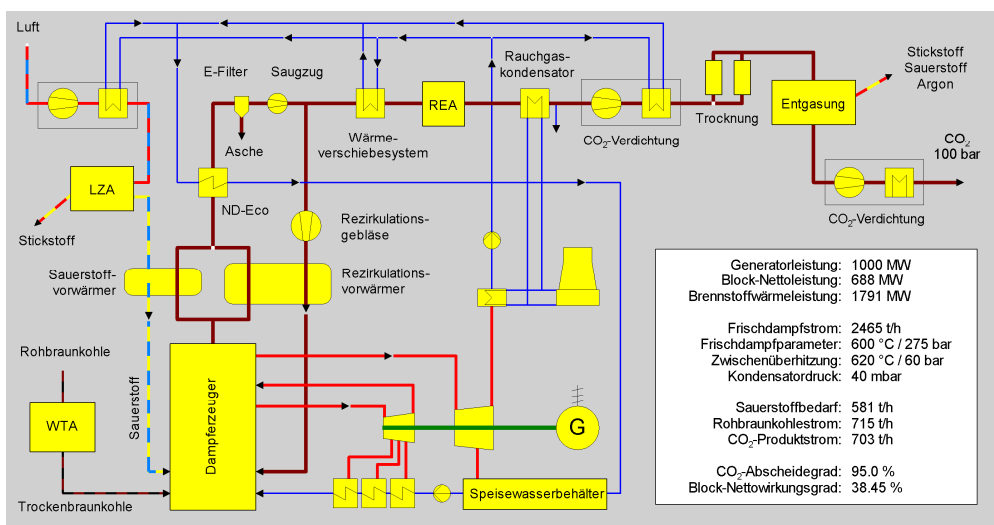 Luft
E-Filter
Saugzug
Rauchgas-
kondensator
Stickstoff
Sauerstoff
Argon
REA
Entgasung
Trocknung
Asche
Wärme-
verschiebesystem
CO2-Verdichtung
CO2
100 bar
LZA
ND-Eco
Stickstoff
Rezirkulations-
gebläse
CO2-Verdichtung
Sauerstoff-
vorwärmer
Rezirkulations-
vorwärmer
Generatorleistung: 1000 MW
Block-Nettoleistung: 688 MW
Brennstoffwärmeleistung: 1791 MW
Frischdampfstrom: 2465 t/h
Frischdampfparameter: 600 °C / 275 bar
Zwischenüberhitzung: 620 °C / 60 bar
Kondensatordruck: 40 mbar
Sauerstoffbedarf: 581 t/h
Rohbraunkohlestrom: 715 t/h
CO2-Produktstrom: 703 t/h
CO2-Abscheidegrad: 95.0 %
Block-Nettowirkungsgrad: 38.45 %
Rohbraunkohle
WTA
Sauerstoff
Dampferzeuger
G
Trockenbraunkohle
Speisewasserbehälter